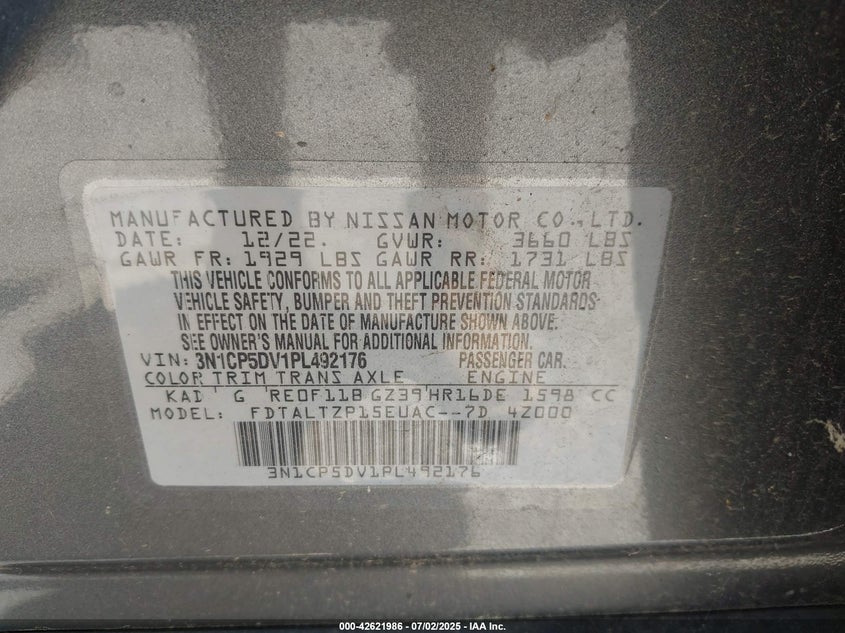 MANUFACTURED BY NISSAN MOTOR CO., LTD.
DATE: 12/22. GVWR: 3660 LBS
GAWR FR: 1929 LBS GAWR RR: 1731 LBS
THIS VEHICLE CONFORMS TO ALL APPLICABLE FEDERAL MOTOR
VEHICLE SAFETY, BUMPER AND THEFT PREVENTION STANDARDS
IN EFFECT ON THE DATE OF MANUFACTURE SHOWN ABOVE.
SEE OWNER'S MANUAL FOR ADDITIONAL INFORMATION.
VIN: 3N1CP5DV1PL492176 PASSENGER CAR.
COLOR TRIM TRANS AXLE ENGINE
KAD G RE0F11B GZ39 HR16DE 1598 CC
MODEL: FDTALTZP15EUAC--7D 4Z000
3N1CP5DV1PL492176
000-42621986 - 07/02/2025 - IAA Inc.